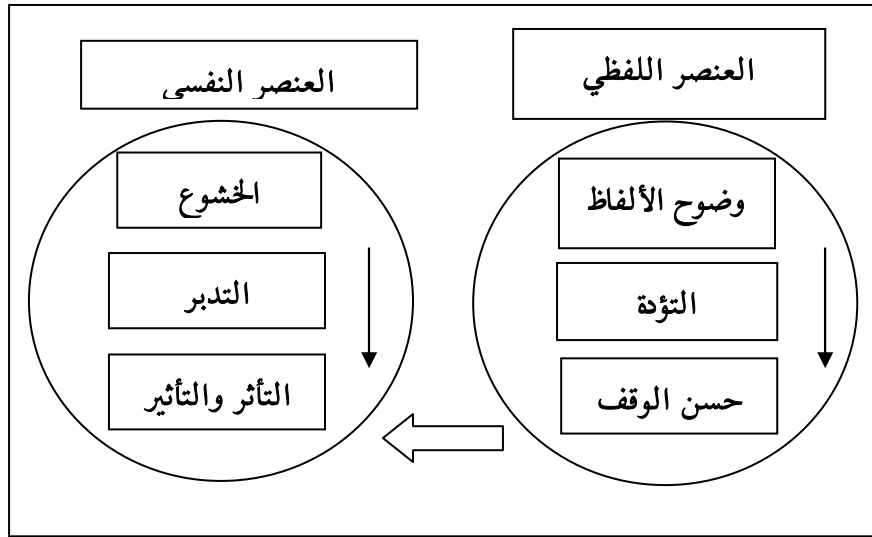 العنصر اللفظي
وضوح الألفاظ
التؤدة
حسن الوقف
العنصر النفسي
الخشوع
التدبر
التأثر والتأثير